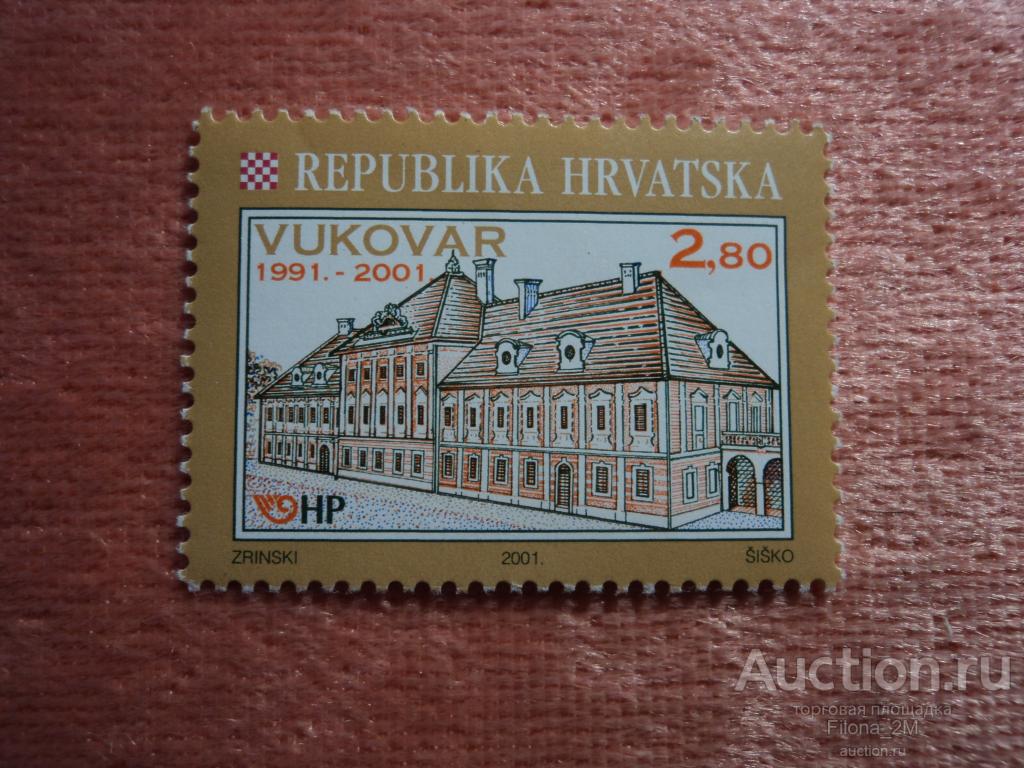 REPUBLIKA HRVATSKA
VUKOVAR
1991. - 2001.
2,80
HP
ZRINSKI 2001. ŠIŠKO
Auction.ru
торговая площадка
Filona_2M
auction.ru